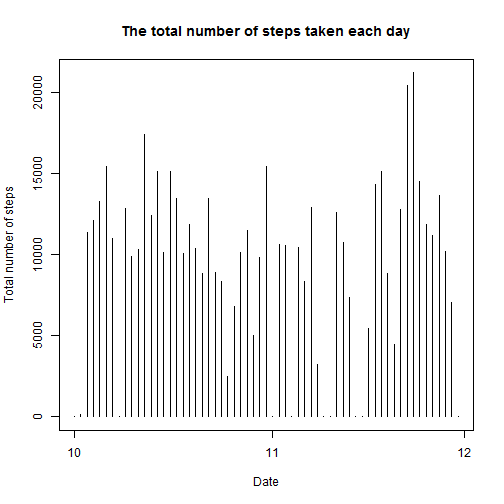 The total number of steps taken each day
Total number of steps
20000
15000
10000
5000
0
10 11 12
Date